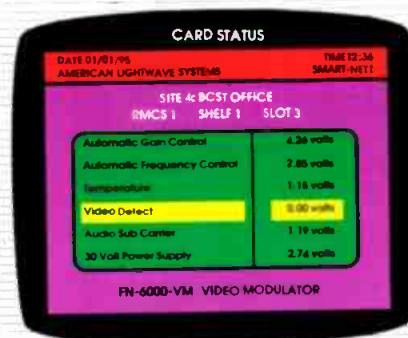 CARD STATUS
DATE 01/01/95 TIME 12:36
AMERICAN LIGHTWAVE SYSTEMS SMART-NET1
SITE 4: BCST OFFICE
RMCS 1 SHELF 1 SLOT 3
Automatic Gain Control 4.26 volts
Automatic Frequency Control 2.85 volts
Temperature 1.15 volts
Video Detect 0.00 volts
Audio Sub Carrier 1.19 volts
30 Volt Power Supply 2.74 volts
FN-6000-VM VIDEO MODULATOR